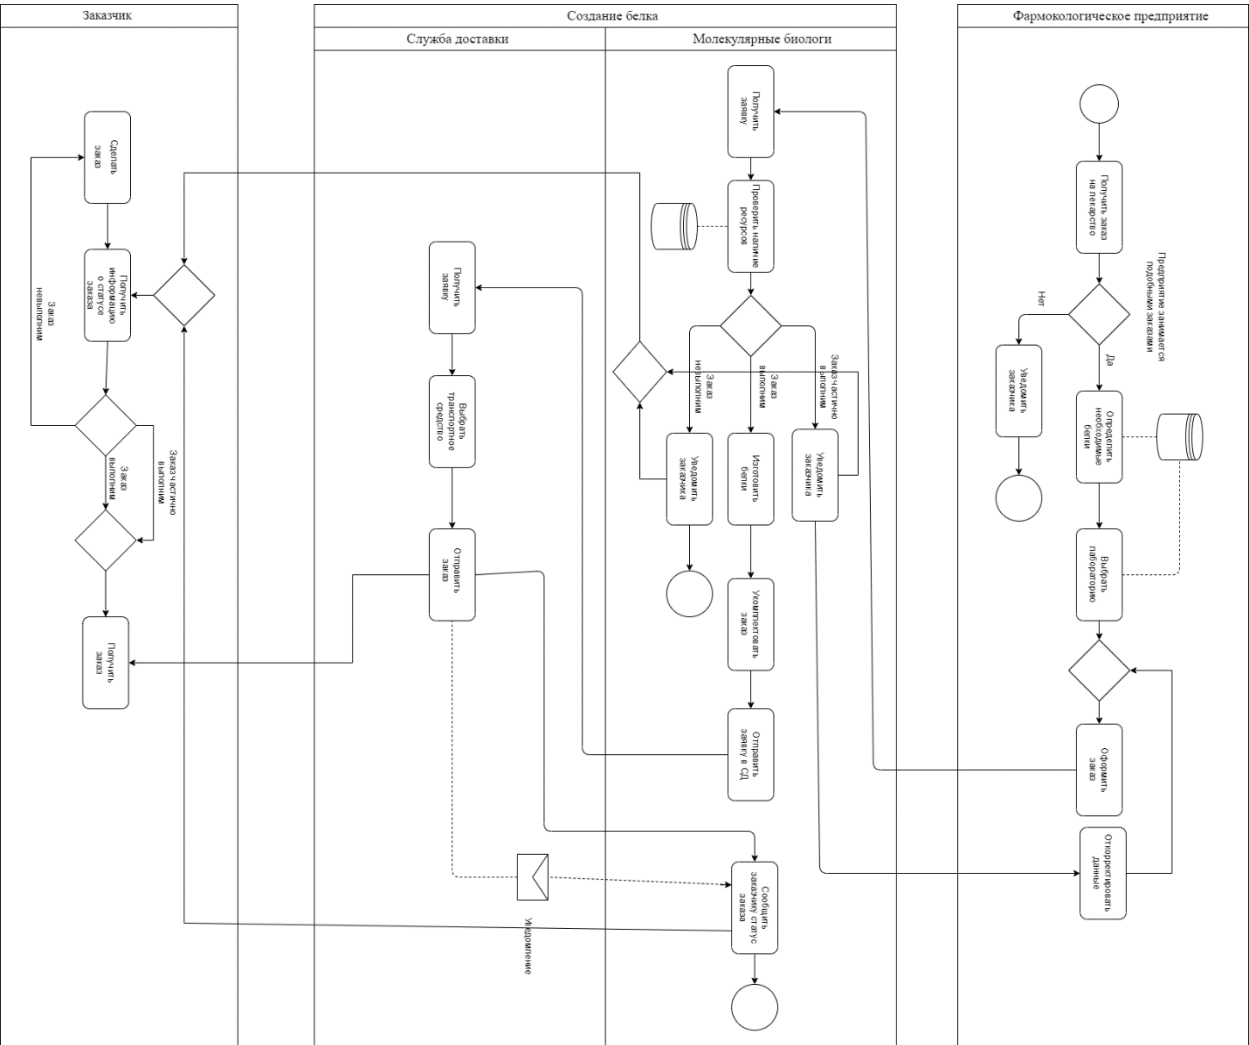 Заказчик
Создание белка
Фармокологическое предприятие
Служба доставки
Молекулярные биологи
Сделать
заказ
Получить
информацию
о статусе
заказа
Заказ
невыполним
Заказ
выполним
Заказ частично
выполним
Получить
заказ
Получить
заявку
Выбрать
транспортное
средство
Отправить
заказ
Уведомление
Получить
заявку
Проверить наличие
ресурсов
Заказ
невыполним
Заказ
выполним
Заказ частично
выполним
Уведомить
заказчика
Изготовить
белки
Уведомить
заказчика
Укомплектовать
заказ
Отправить
заявку в СД
Сообщить
заказчику статус
заказа
Получить заказ
на лекарство
Предприятие занимается
подобными заказами
Нет
Да
Уведомить
заказчика
Определить
необходимые
белки
Выбрать
лабораторию
Оформить
заказ
Откорректировать
данные